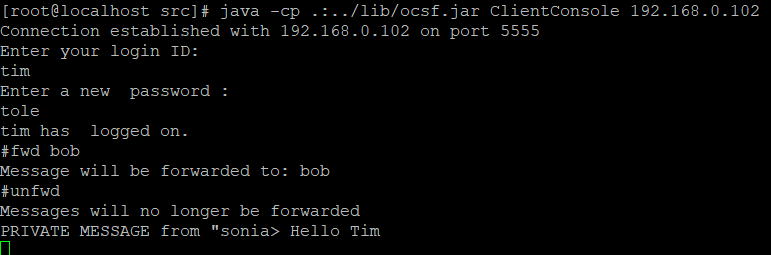 [root@localhost src]# java -cp .:../lib/ocsf.jar ClientConsole 192.168.0.102
Connection established with 192.168.0.102 on port 5555
Enter your login ID:
tim
Enter a new  password :
tole
tim has  logged on.
#fwd bob
Message will be forwarded to: bob
#unfwd
Messages will no longer be forwarded
PRIVATE MESSAGE from "sonia> Hello Tim